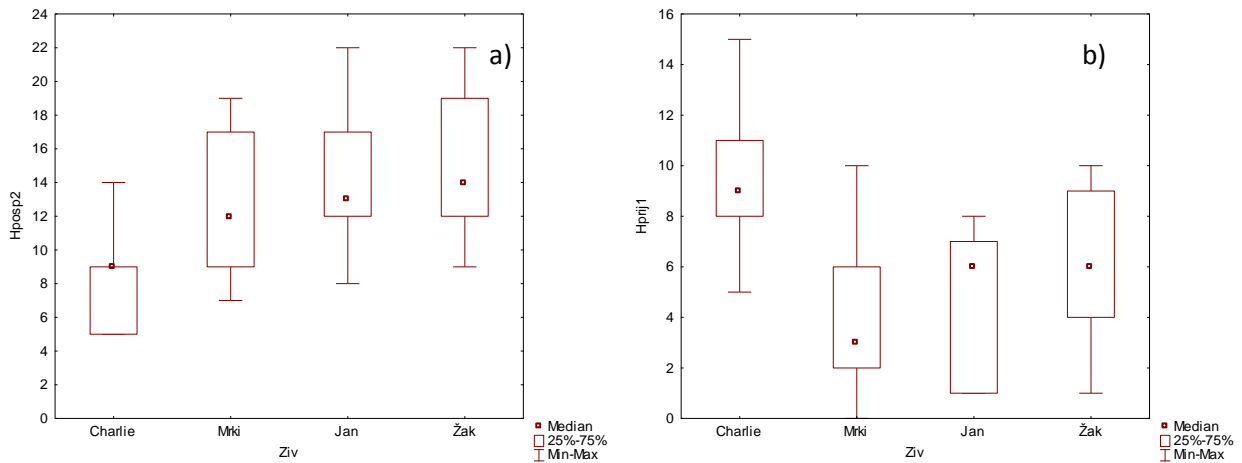 a)
24
22
20
18
16
14
12
10
8
6
4
2
0
Hposp2
Charlie Mrki Jan Žak
Ziv
Median
25%-75%
Min-Max
b)
16
14
12
10
8
6
4
2
0
Hprij1
Charlie Mrki Jan Žak
Ziv
Median
25%-75%
Min-Max